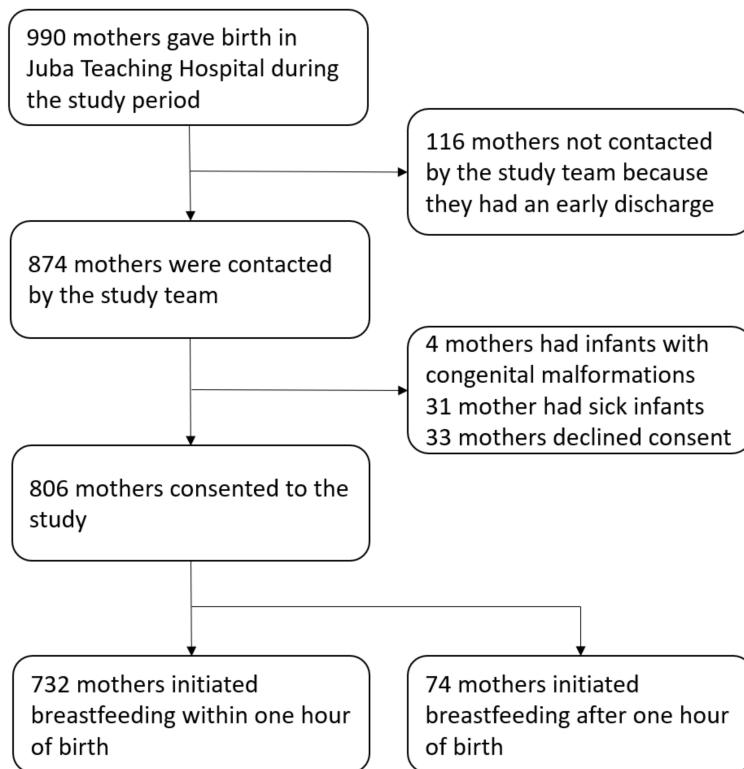 990 mothers gave birth in
Juba Teaching Hospital during
the study period
116 mothers not contacted
by the study team because
they had an early discharge
874 mothers were contacted
by the study team
4 mothers had infants with
congenital malformations
31 mother had sick infants
33 mothers declined consent
806 mothers consented to the
study
732 mothers initiated
breastfeeding within one hour
of birth
74 mothers initiated
breastfeeding after one hour
of birth